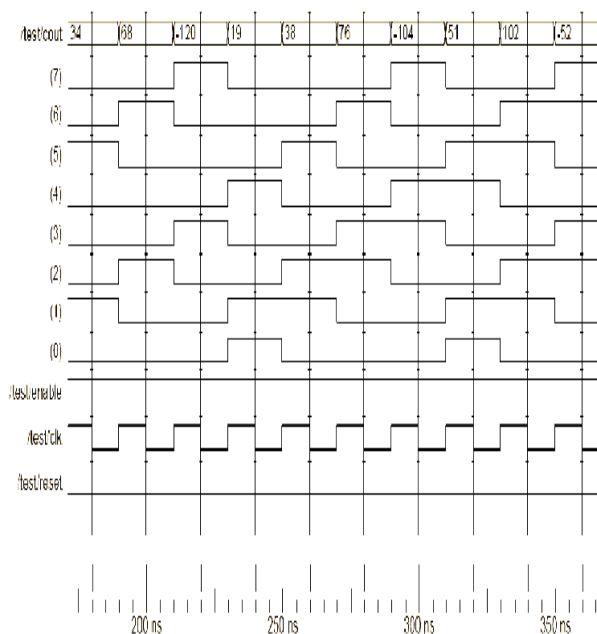 /test/cout 34 68 -120 19 38 76 -104 51 102 -52
(7)
(6)
(5)
(4)
(3)
(2)
(1)
(0)
/test/enable
/test/clk
/test/reset
200 ns 250 ns 300 ns 350 ns